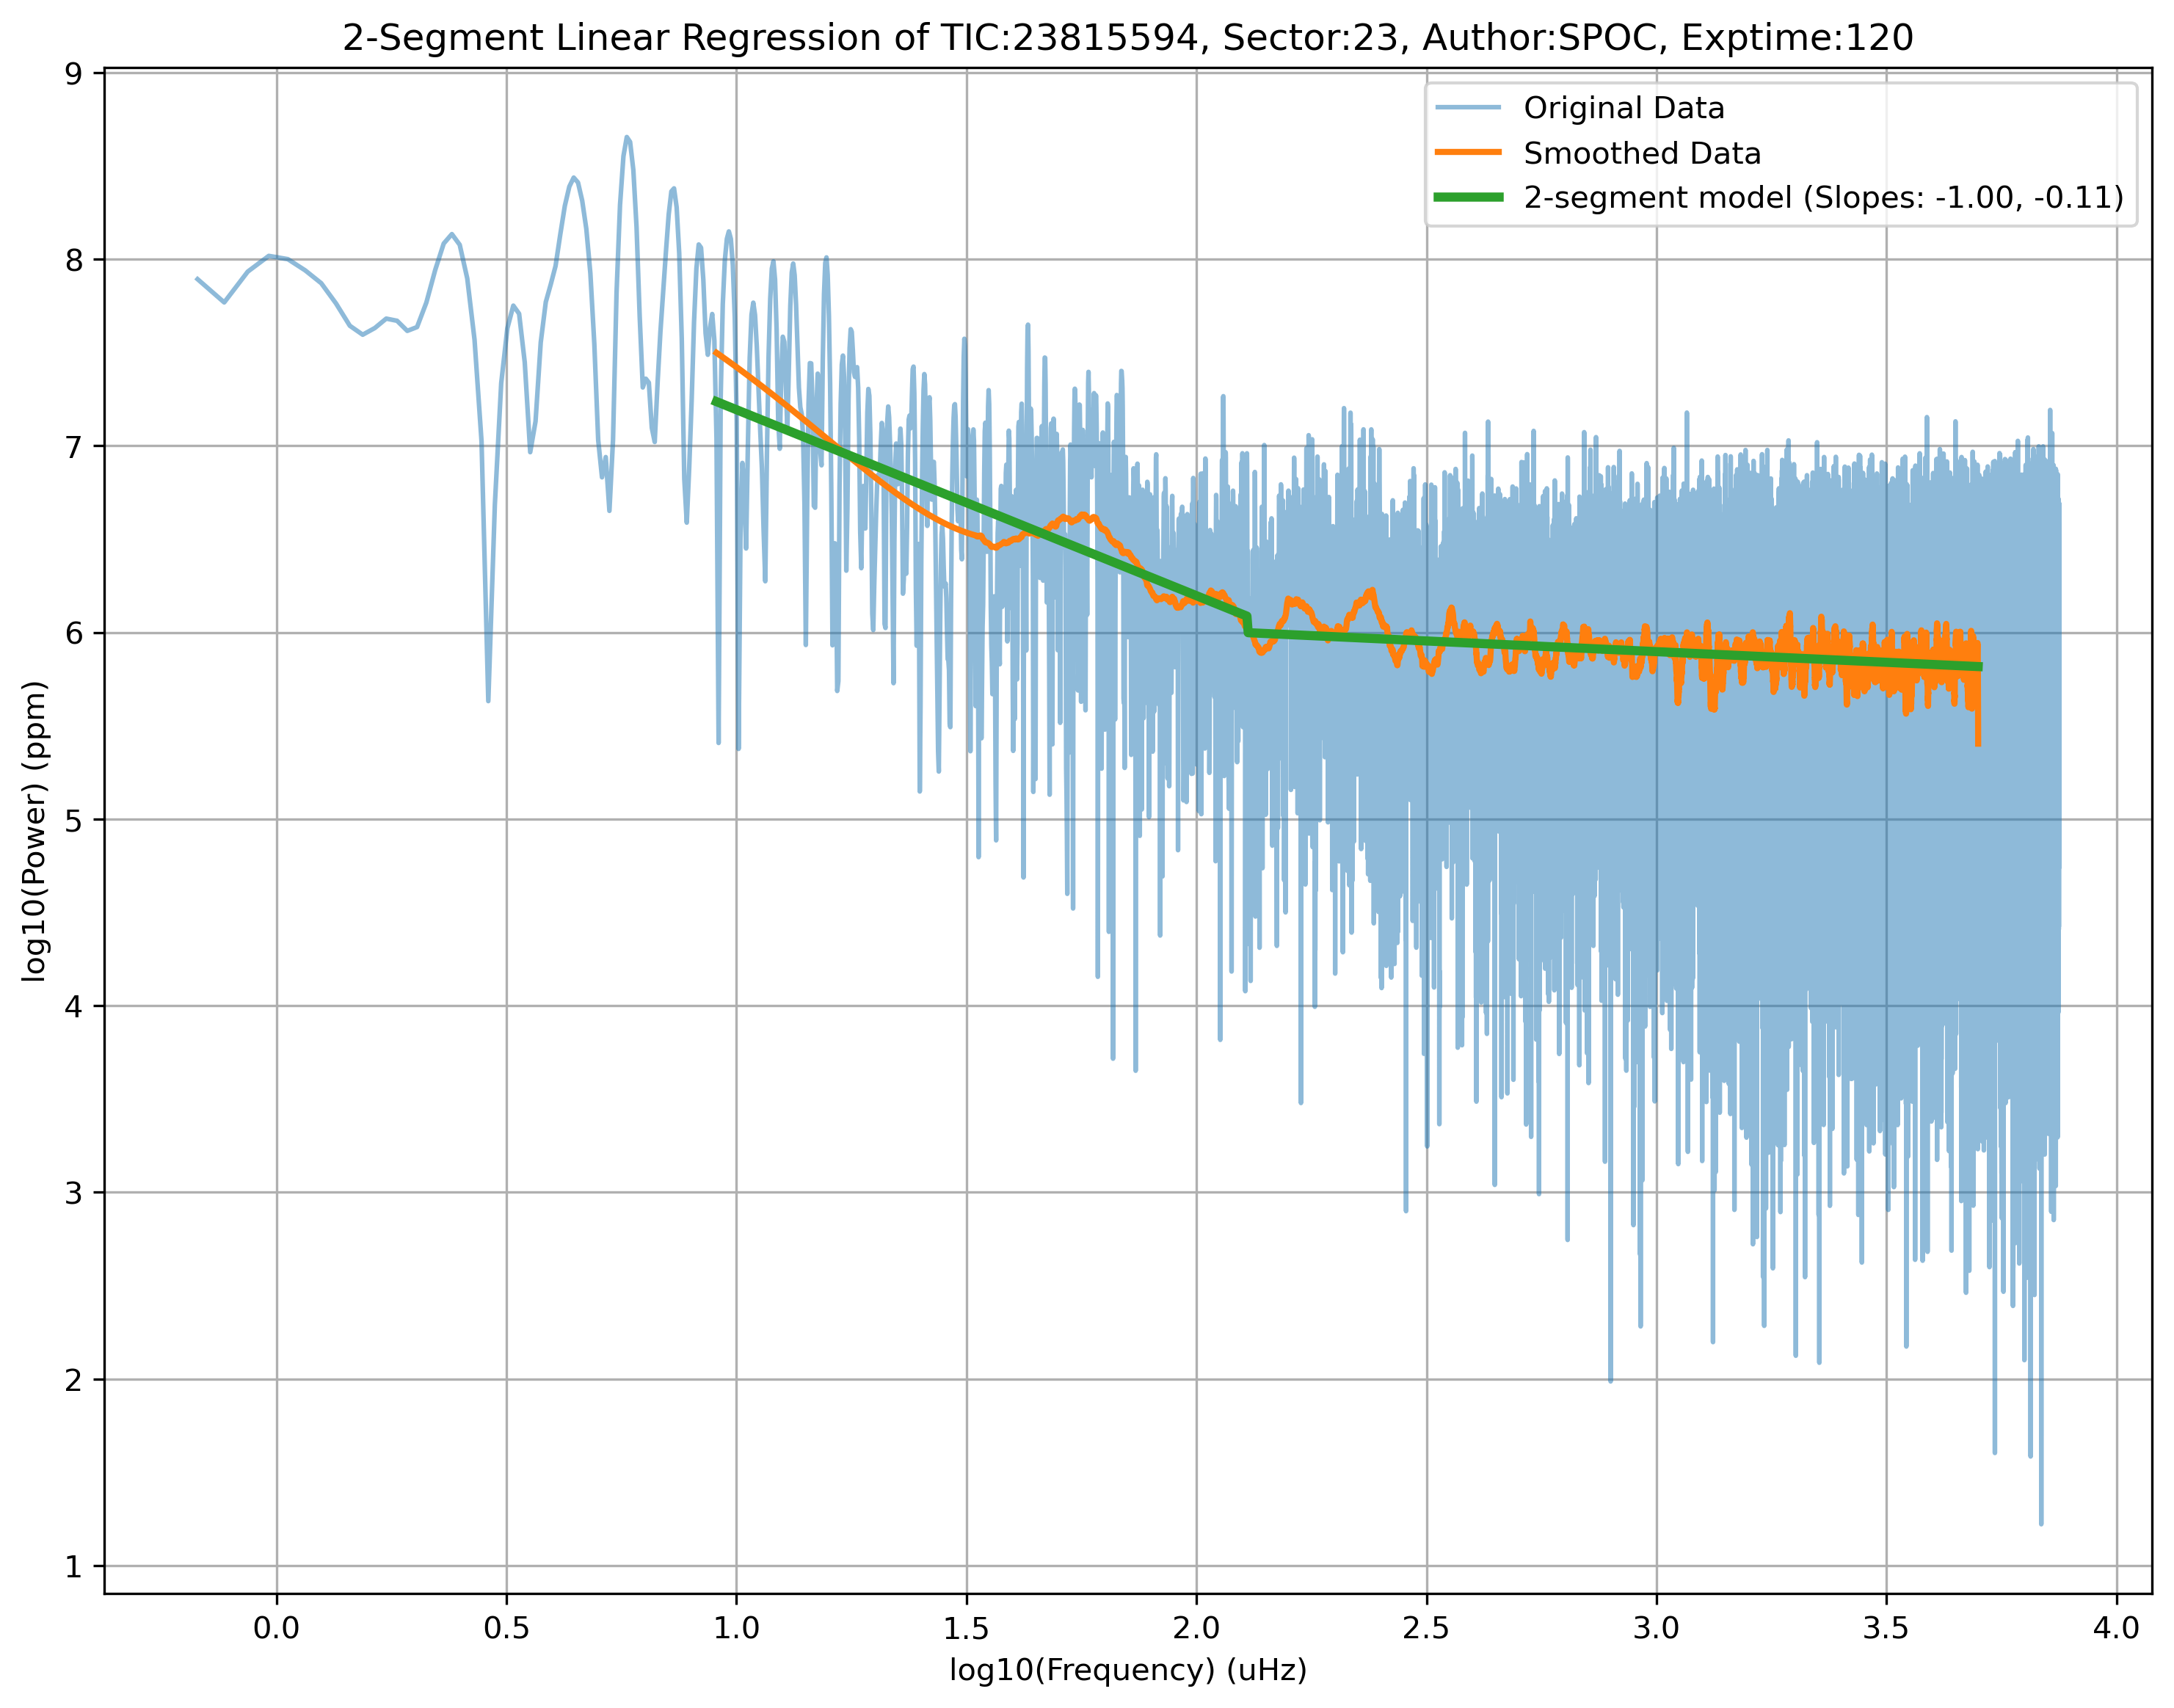 2-Segment Linear Regression of TIC:23815594, Sector:23, Author:SPOC, Exptime:120
Original Data
Smoothed Data
2-segment model (Slopes: -1.00, -0.11)
log10(Power) (ppm)
9
8
7
6
5
4
3
2
1
0.0 0.5 1.0 1.5 2.0 2.5 3.0 3.5 4.0
log10(Frequency) (uHz)